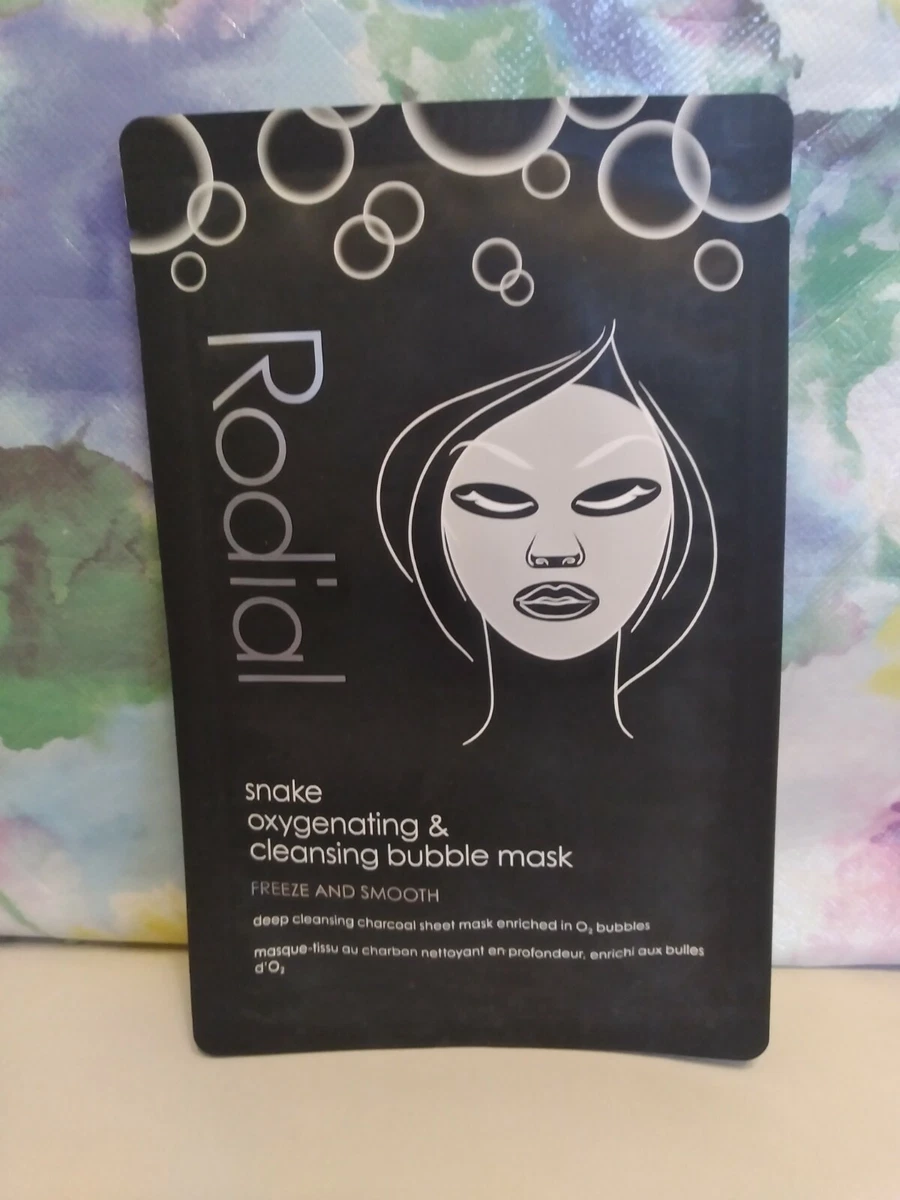 Rodial
snake
oxygenating &
cleansing bubble mask
FREEZE AND SMOOTH
deep cleansing charcoal sheet mask enriched in O₂ bubbles
masque-tissu au charbon nettoyant en profondeur, enrichi aux bulles
d'O₂